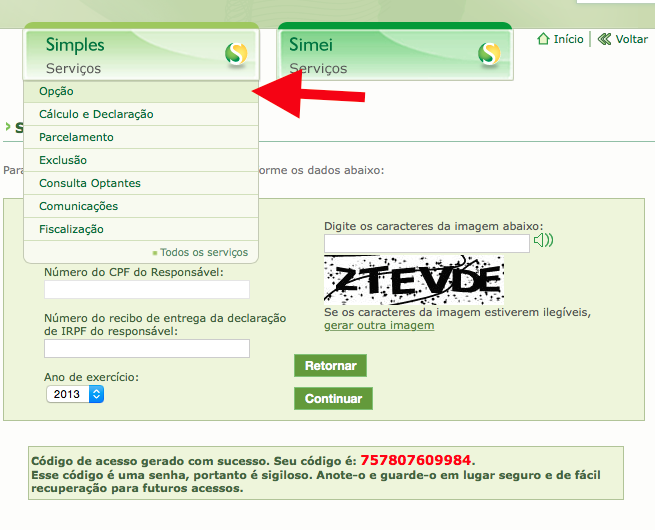 Simples
Serviços
Simei
Serviços
Início | Voltar
Opção
Cálculo e Declaração
Parcelamento
Exclusão
Consulta Optantes
Comunicações
Fiscalização
Todos os serviços
orme os dados abaixo:
Número do CPF do Responsável:
Número do recibo de entrega da declaração
de IRPF do responsável:
Ano de exercício:
2013
Digite os caracteres da imagem abaixo:
ZTEVDE
Se os caracteres da imagem estiverem ilegíveis,
gerar outra imagem
Retornar
Continuar
Código de acesso gerado com sucesso. Seu código é: 757807609984.
Esse código é uma senha, portanto é sigiloso. Anote-o e guarde-o em lugar seguro e de fácil
recuperação para futuros acessos.